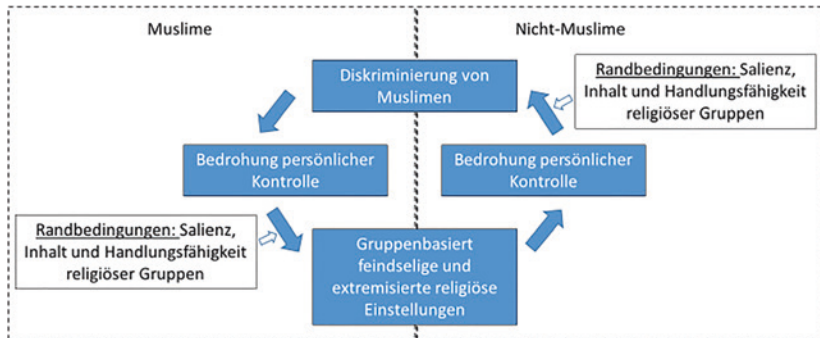 Muslime
Nicht-Muslime
Diskriminierung von
Muslimen
Randbedingungen: Salienz,
Inhalt und Handlungsfähigkeit
religiöser Gruppen
Bedrohung persönlicher
Kontrolle
Bedrohung persönlicher
Kontrolle
Randbedingungen: Salienz,
Inhalt und Handlungsfähigkeit
religiöser Gruppen
Gruppenbasiert
feindselige und
extremisierte religiöse
Einstellungen